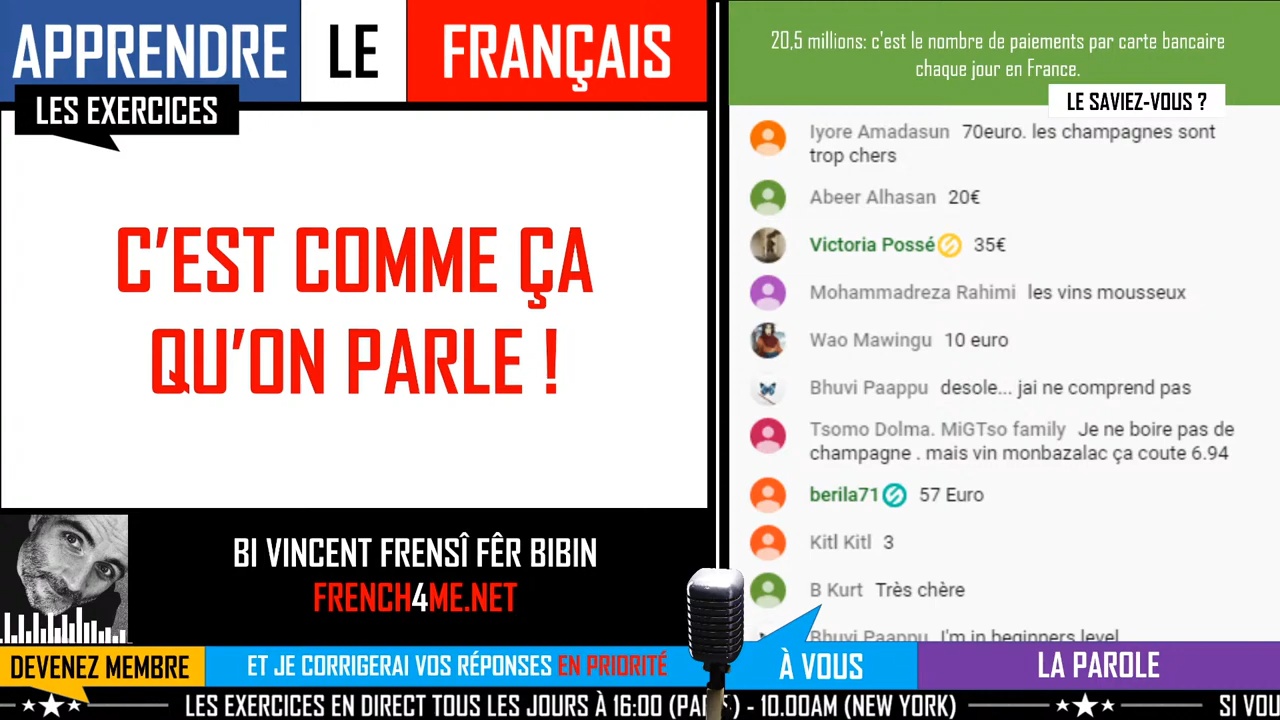 APPRENDRE LE FRANÇAIS
LES EXERCICES
C'EST COMME ÇA
QU'ON PARLE !
BI VINCENT FRENSÎ FÊR BIBIN
FRENCH4ME.NET
20,5 millions: c'est le nombre de paiements par carte bancaire
chaque jour en France.
LE SAVIEZ-VOUS ?
Iyore Amadasun 70euro. les champagnes sont
trop chers
Abeer Alhasan 20€
Victoria Possé 35€
Mohammadreza Rahimi les vins mousseux
Wao Mawingu 10 euro
Bhuvi Paappu desole... jai ne comprend pas
Tsomo Dolma. MiGTso family Je ne boire pas de
champagne . mais vin monbazalac ça coute 6.94
berila71 57 Euro
Kitl Kitl 3
B Kurt Très chère
Bhuvi Paappu I'm in beginners level
DEVENEZ MEMBRE
ET JE CORRIGERAI VOS RÉPONSES EN PRIORITÉ
À VOUS LA PAROLE
LES EXERCICES EN DIRECT TOUS LES JOURS À 16:00 (PA ) - 10.00AM (NEW YORK) SI VOU